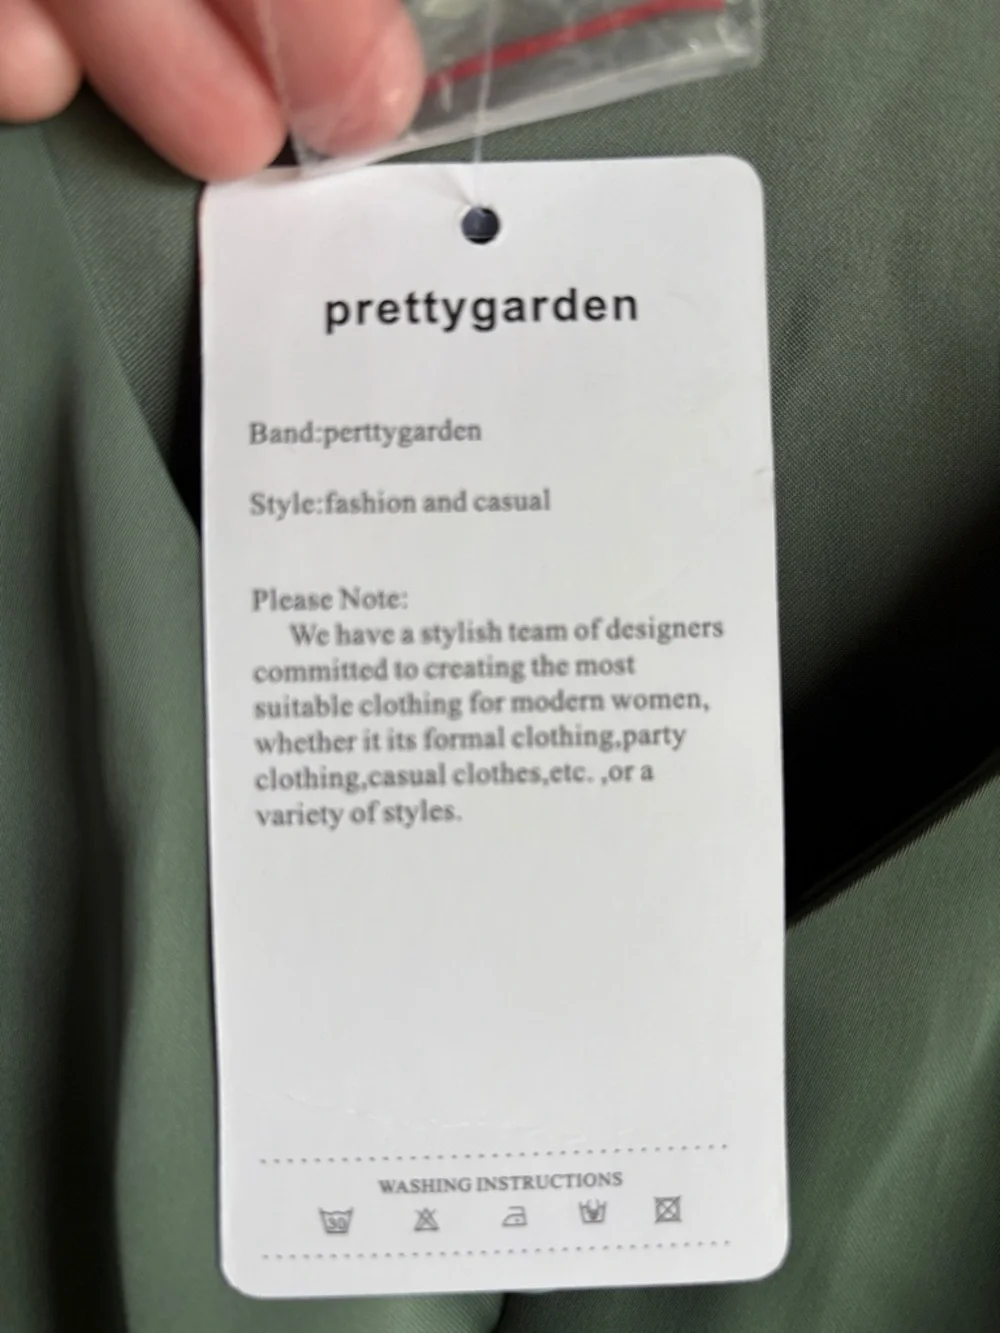 prettygarden
Band:perttygarden
Style:fashion and casual
Please Note:
We have a stylish team of designers
committed to creating the most
suitable clothing for modern women,
whether it its formal clothing,party
clothing,casual clothes,etc. ,or a
variety of styles.
WASHING INSTRUCTIONS
30